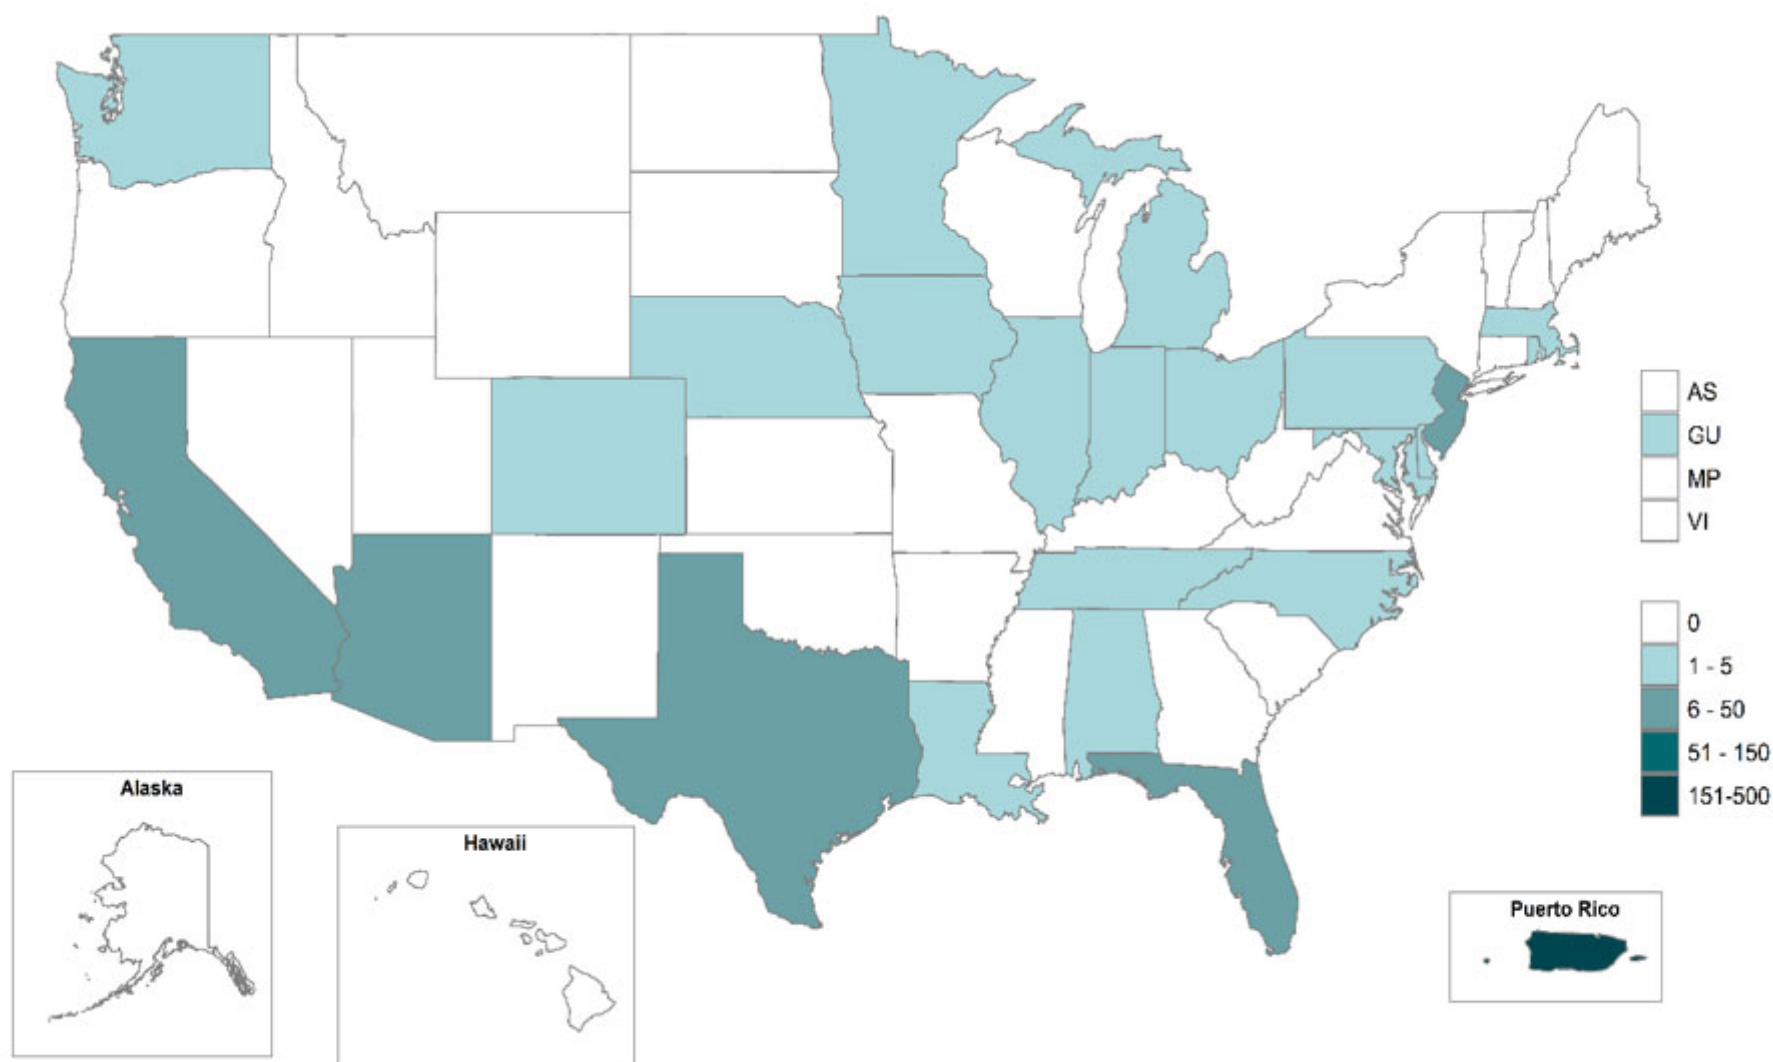 AS
GU
MP
VI
0
1 - 5
6 - 50
51 - 150
151-500
Alaska
Hawaii
Puerto Rico